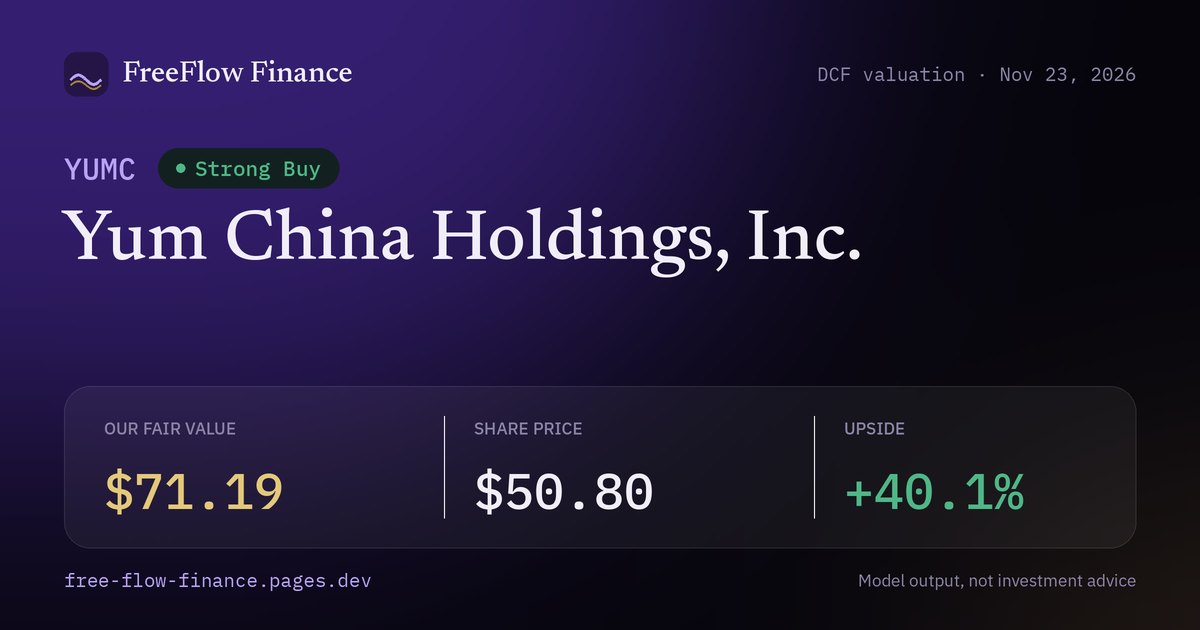 FreeFlow Finance
DCF valuation · Nov 23, 2026
YUMC
Strong Buy
Yum China Holdings, Inc.
OUR FAIR VALUE
$71.19
SHARE PRICE
$50.80
UPSIDE
+40.1%
free-flow-finance.pages.dev
Model output, not investment advice